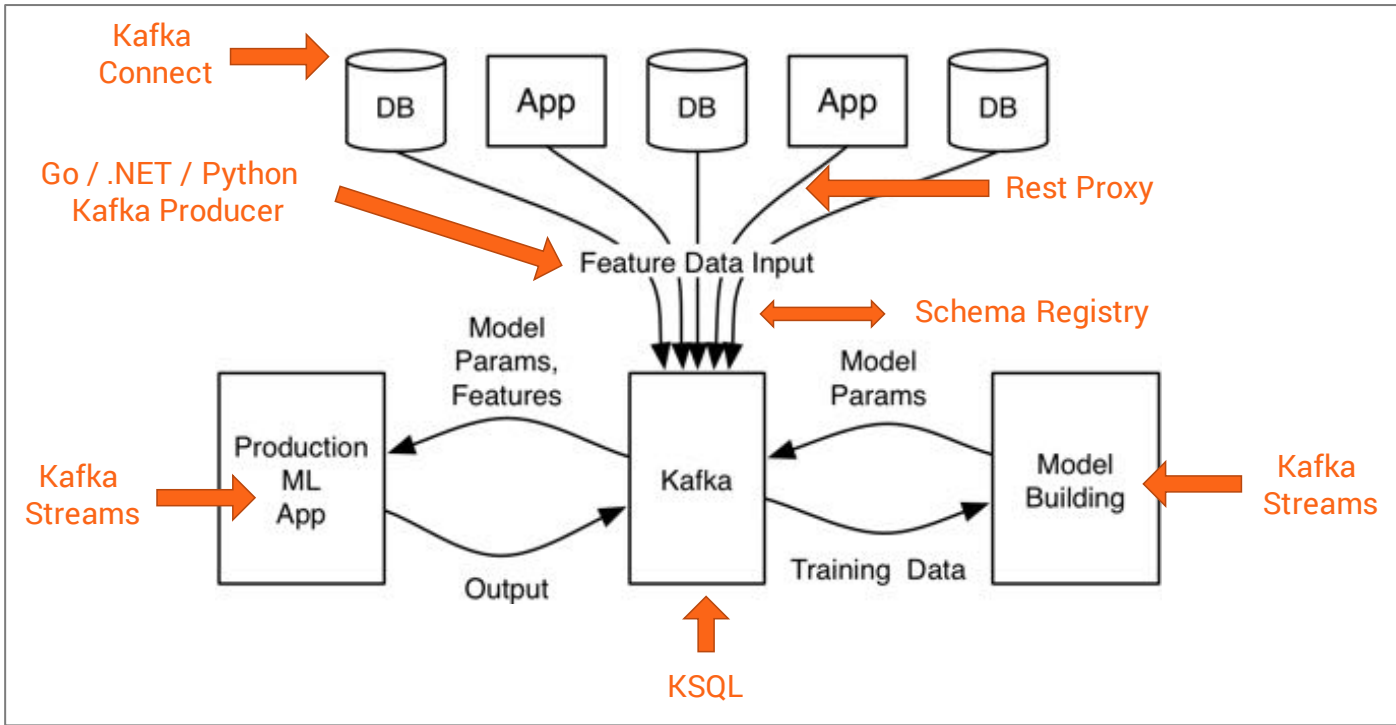 Kafka
Connect
DB
App
DB
App
DB
Go / .NET / Python
Kafka Producer
Rest Proxy
Feature Data Input
Schema Registry
Model
Params,
Features
Model
Params
Production
ML
App
Kafka
Model
Building
Kafka
Streams
Kafka
Streams
Output
Training Data
KSQL